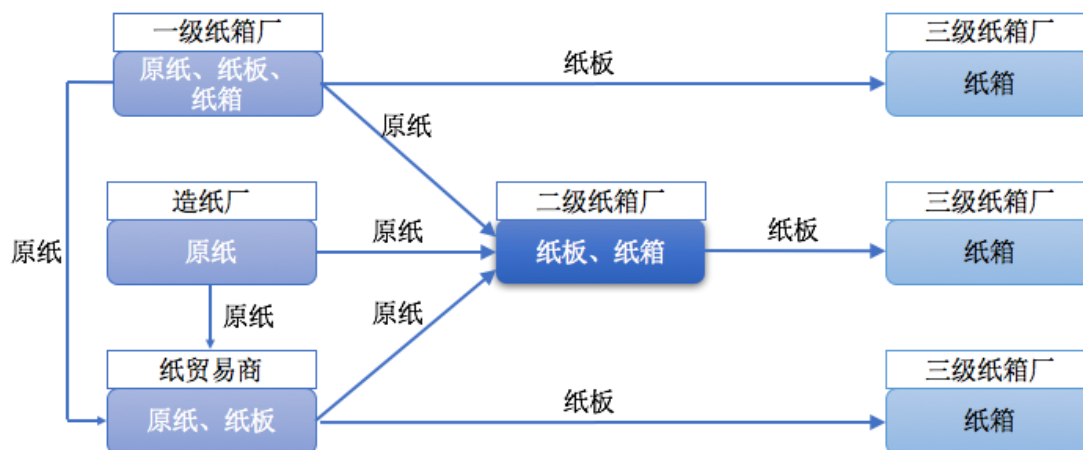 一级纸箱厂
三级纸箱厂
原纸、纸板、
纸箱
纸板
纸箱
原纸
造纸厂
二级纸箱厂
三级纸箱厂
原纸
原纸
原纸
纸板、纸箱
纸板
纸箱
原纸
原纸
纸贸易商
三级纸箱厂
原纸、纸板
纸板
纸箱